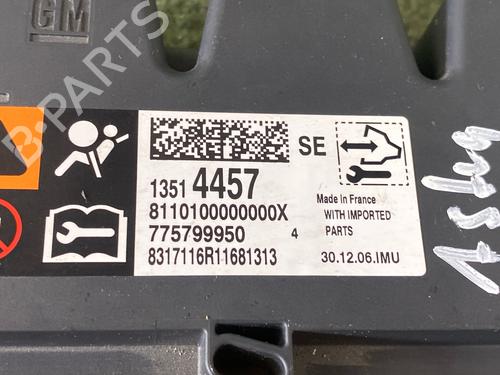 GM
B-PARTS
SE
1351 4457
8110100000000X
775799950 4
8317116R11681313
Made in France
WITH IMPORTED
PARTS
30.12.06.IMU